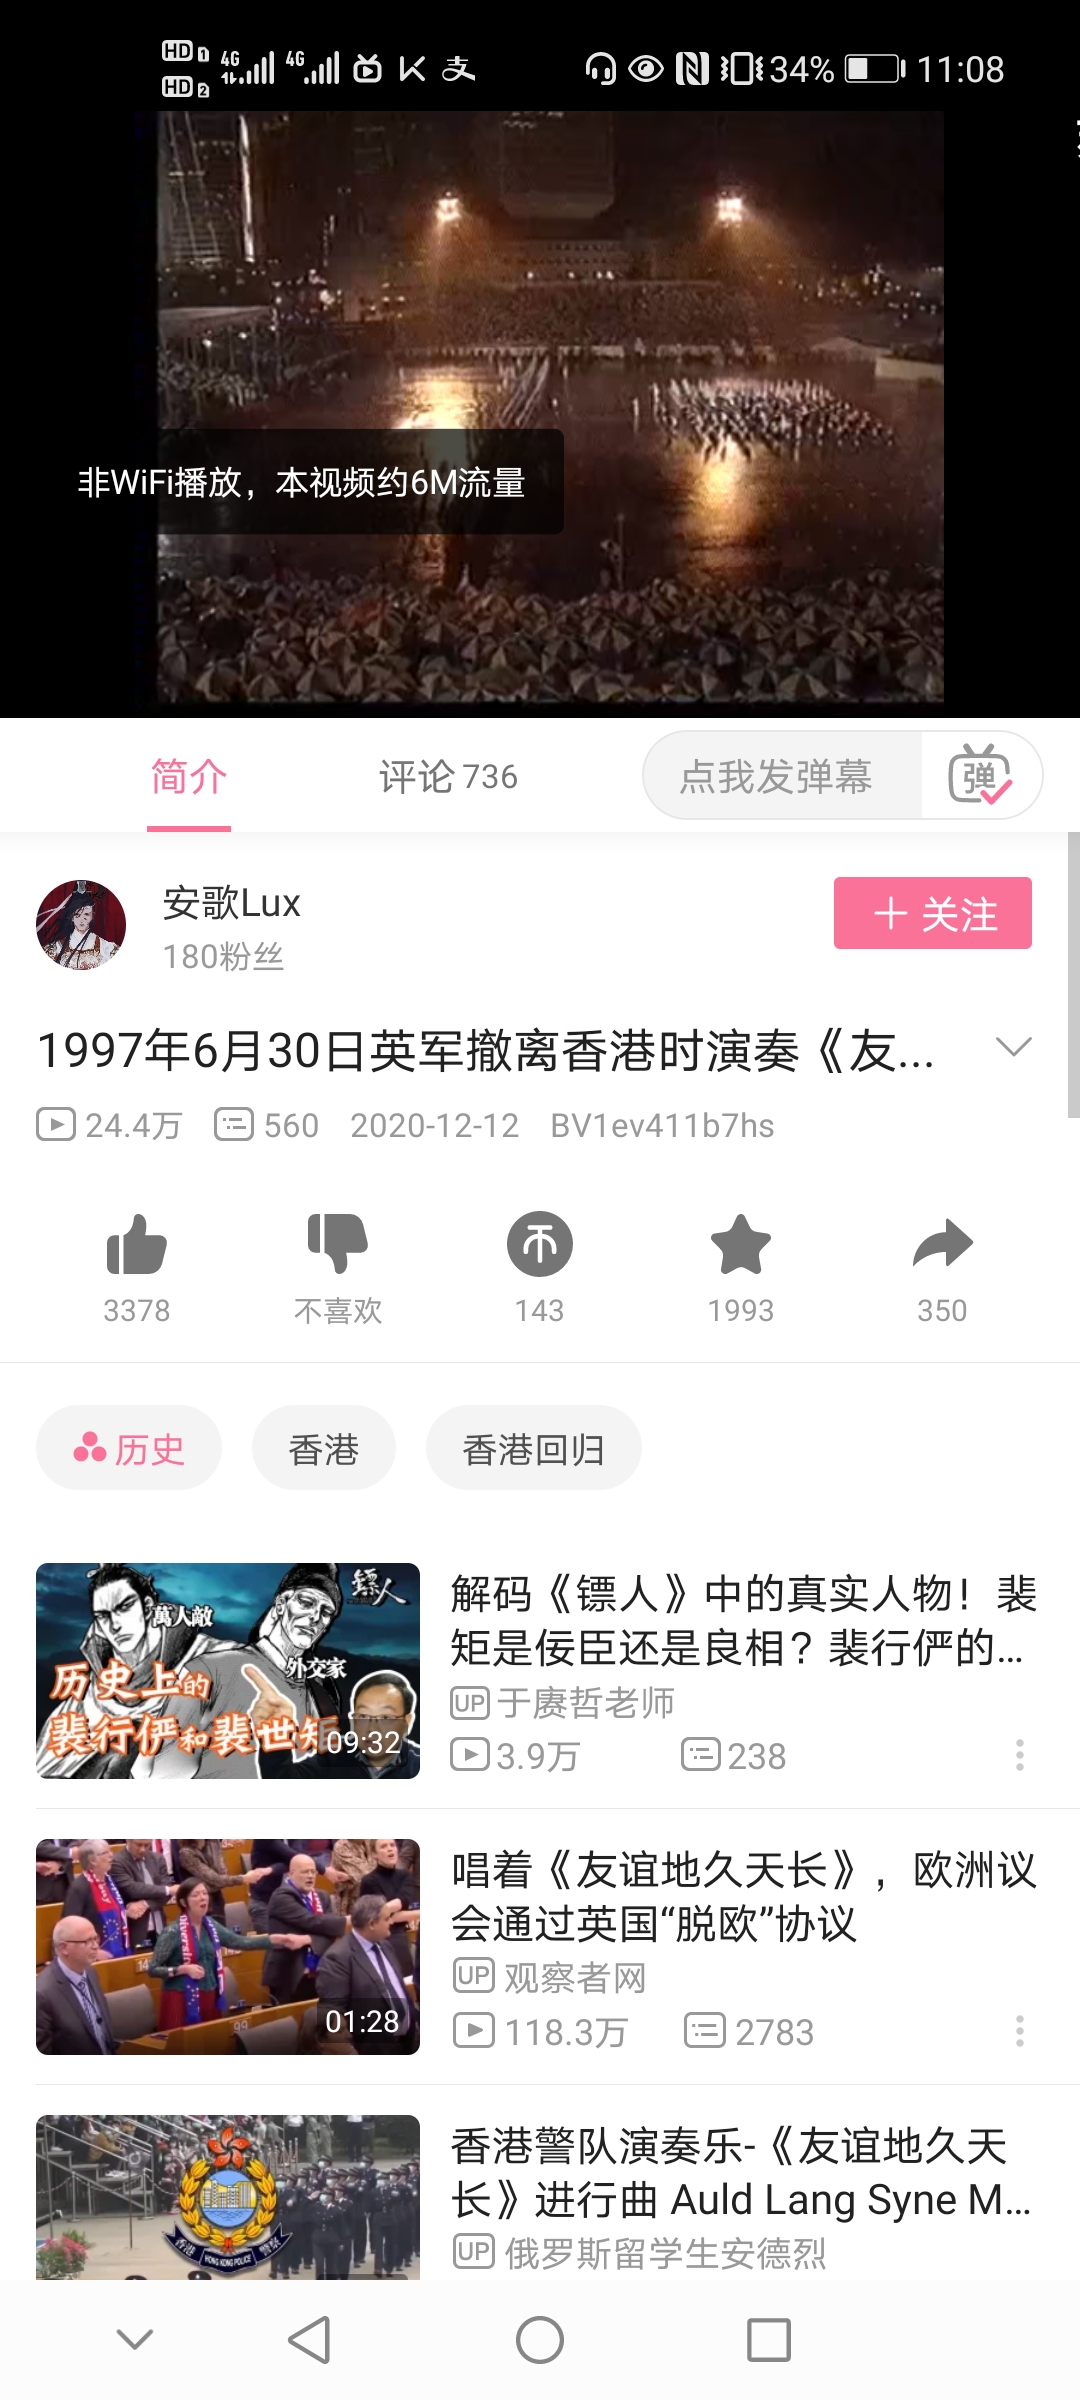 HD 1 4G 4G 支 34% 11:08
HD 2
非WiFi播放，本视频约6M流量
简介 评论 736 点我发弹幕 弹
安歌Lux
180粉丝
＋ 关注
1997年6月30日英军撤离香港时演奏《友...
24.4万 560 2020-12-12 BV1ev411b7hs
3378 不喜欢 143 1993 350
历史 香港 香港回归
镖人
萬人敵
外交家
历史上的
裴行俨和裴世矩
09:32
解码《镖人》中的真实人物！裴
矩是佞臣还是良相？裴行俨的...
UP 于赓哲老师
3.9万 238
01:28
唱着《友谊地久天长》，欧洲议
会通过英国“脱欧”协议
UP 观察者网
118.3万 2783
HONG KONG POLICE
香港警队演奏乐-《友谊地久天
长》进行曲 Auld Lang Syne M...
UP 俄罗斯留学生安德烈